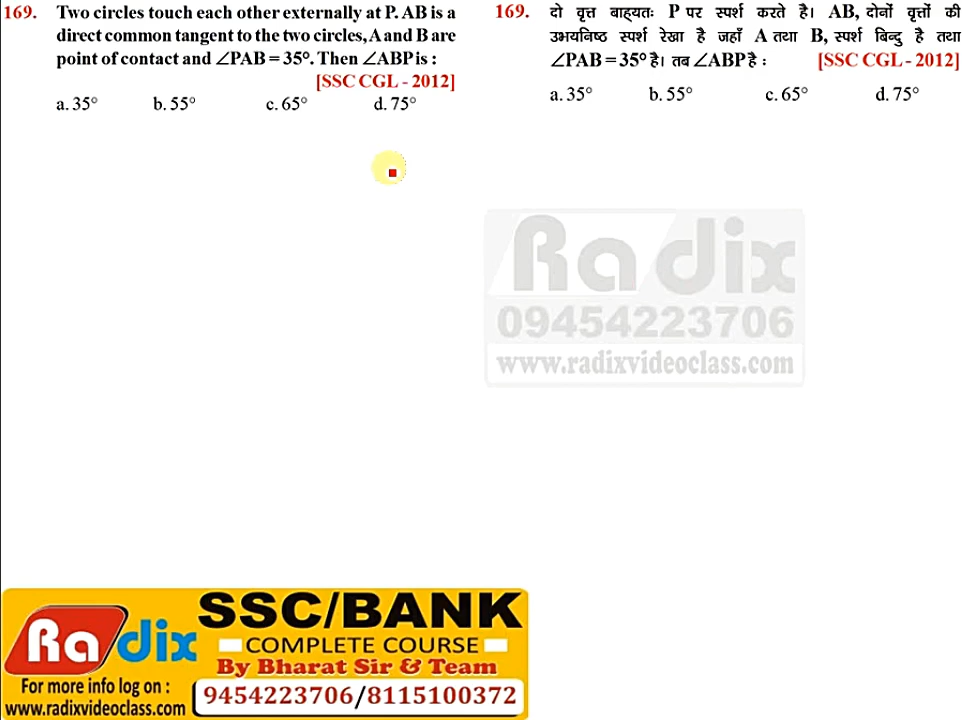 169. Two circles touch each other externally at P. AB is a
direct common tangent to the two circles, A and B are
point of contact and ∠PAB = 35°. Then ∠ABP is :
[SSC CGL - 2012]
a. 35° b. 55° c. 65° d. 75°
169. दो वृत्त बाह्यतः P पर स्पर्श करते है। AB, दोनों वृत्तों की
उभयनिष्ठ स्पर्श रेखा है जहाँ A तथा B, स्पर्श बिन्दु है तथा
∠PAB = 35° है। तब ∠ABP है : [SSC CGL - 2012]
a. 35° b. 55° c. 65° d. 75°
Radix
09454223706
www.radixvideoclass.com
Radix
For more info log on :
www.radixvideoclass.com
SSC/BANK
COMPLETE COURSE
By Bharat Sir & Team
9454223706/8115100372